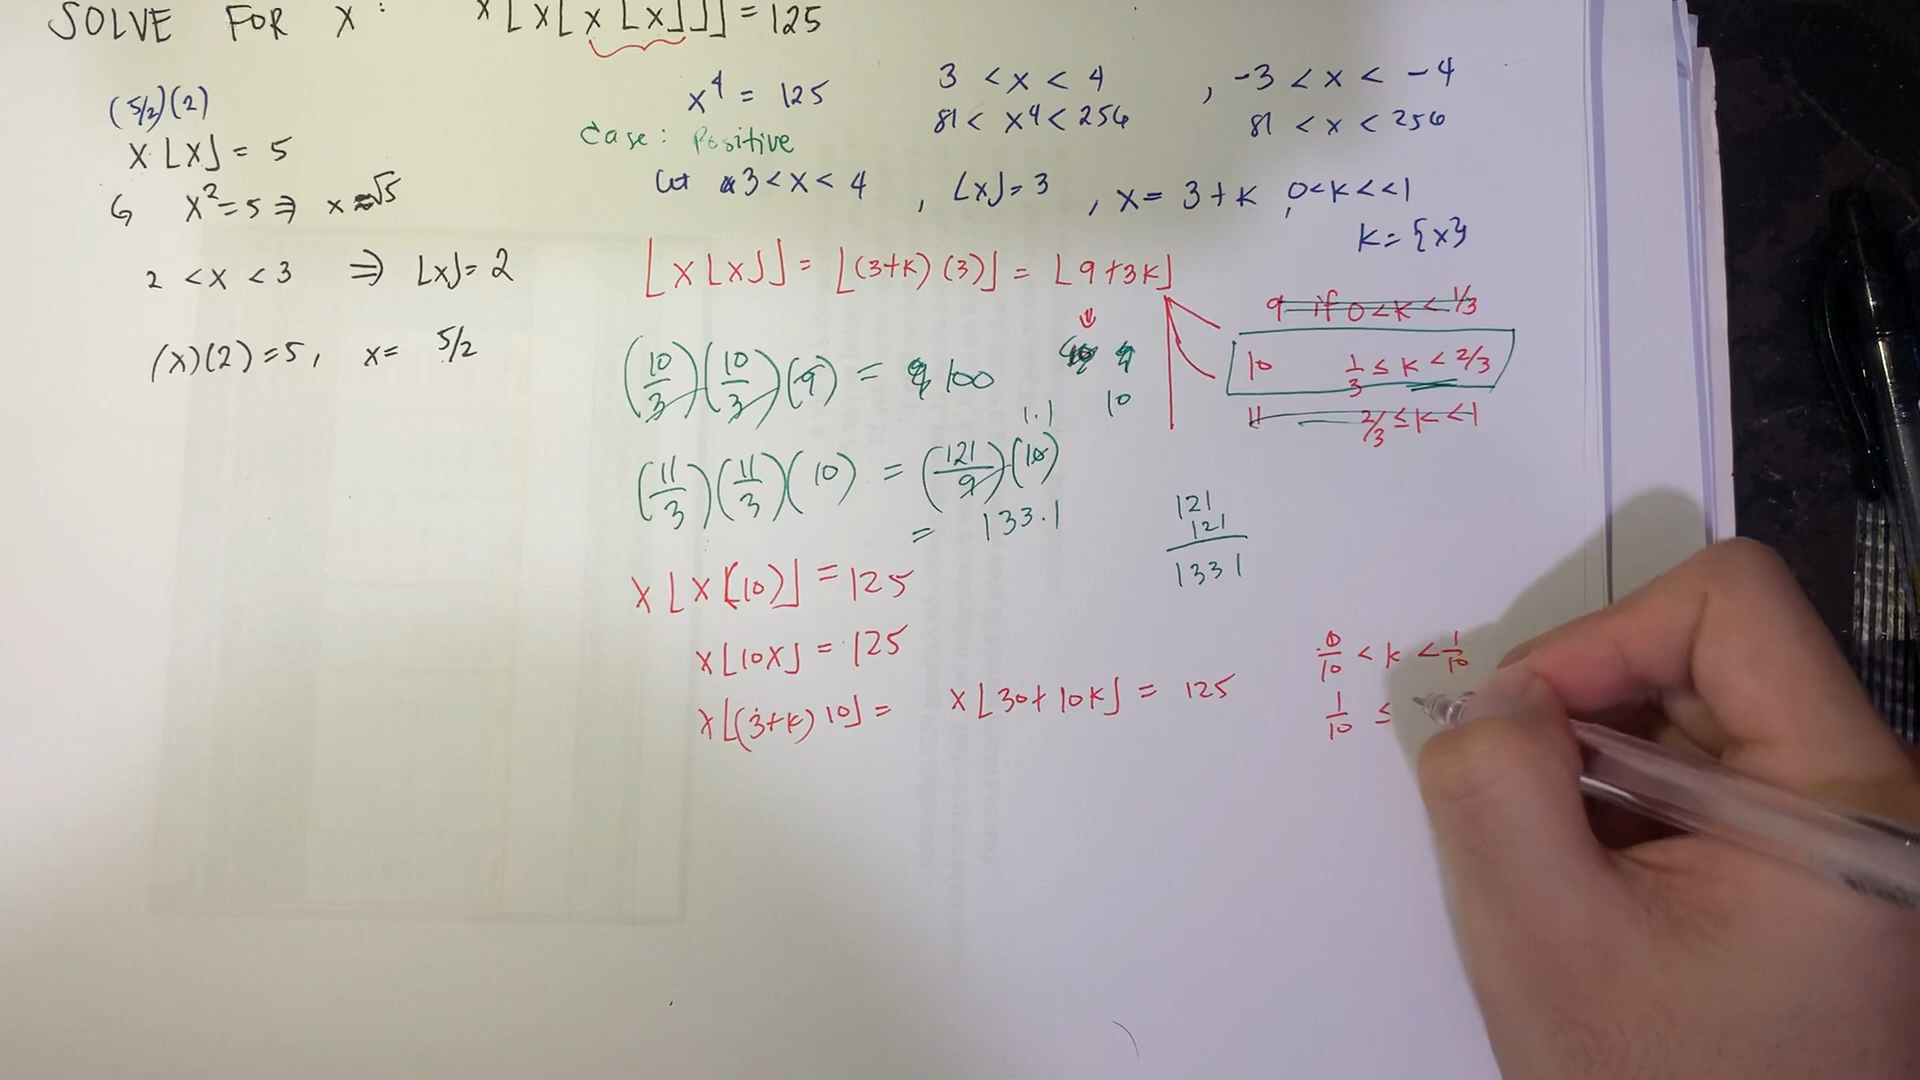 SOLVE FOR X : X⌊X⌊X⌊X⌋⌋⌋ = 125
(5/2)(2)
X⌊X⌋ = 5
↳ X² = 5 ⇒ x ≈ √5
2 < x < 3 ⇒ ⌊x⌋ = 2
(x)(2) = 5, x = 5/2
x⁴ = 125
3 < x < 4 , -3 < x < -4
81 < x⁴ < 256
81 < x < 256
Case: Positive
let 3 < x < 4 , ⌊x⌋ = 3 , x = 3 + k , 0 < k << 1
k = {x}
⌊x⌊x⌋⌋ = ⌊(3+k)(3)⌋ = ⌊9+3k⌋
9 if 0 < k < 1/3
10 1/3 ≤ k < 2/3
11 2/3 ≤ k < 1
⇓
9
10
(10/3)(10/3)(9) = 100
(11/3)(11/3)(10) = (121/9)(10)
1.1
= 133.1
121
121
1331
x⌊x⌊10⌋⌋ = 125
x⌊10x⌋ = 125
x⌊(3+k)10⌋ = x⌊30+10k⌋ = 125
0/10 < k < 1/10
1/10 ≤